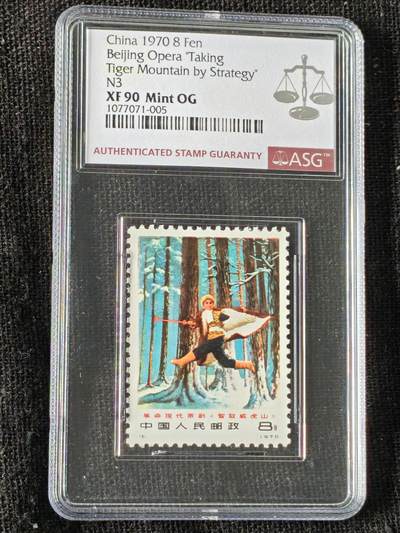 China 1970 8 Fen
Beijing Opera "Taking
Tiger Mountain by Strategy"
N3
XF 90 Mint OG
1077071-005
AUTHENTICATED STAMP GUARANTY ASG™
革命现代京剧《智取威虎山》
中国人民邮政 8分
1970